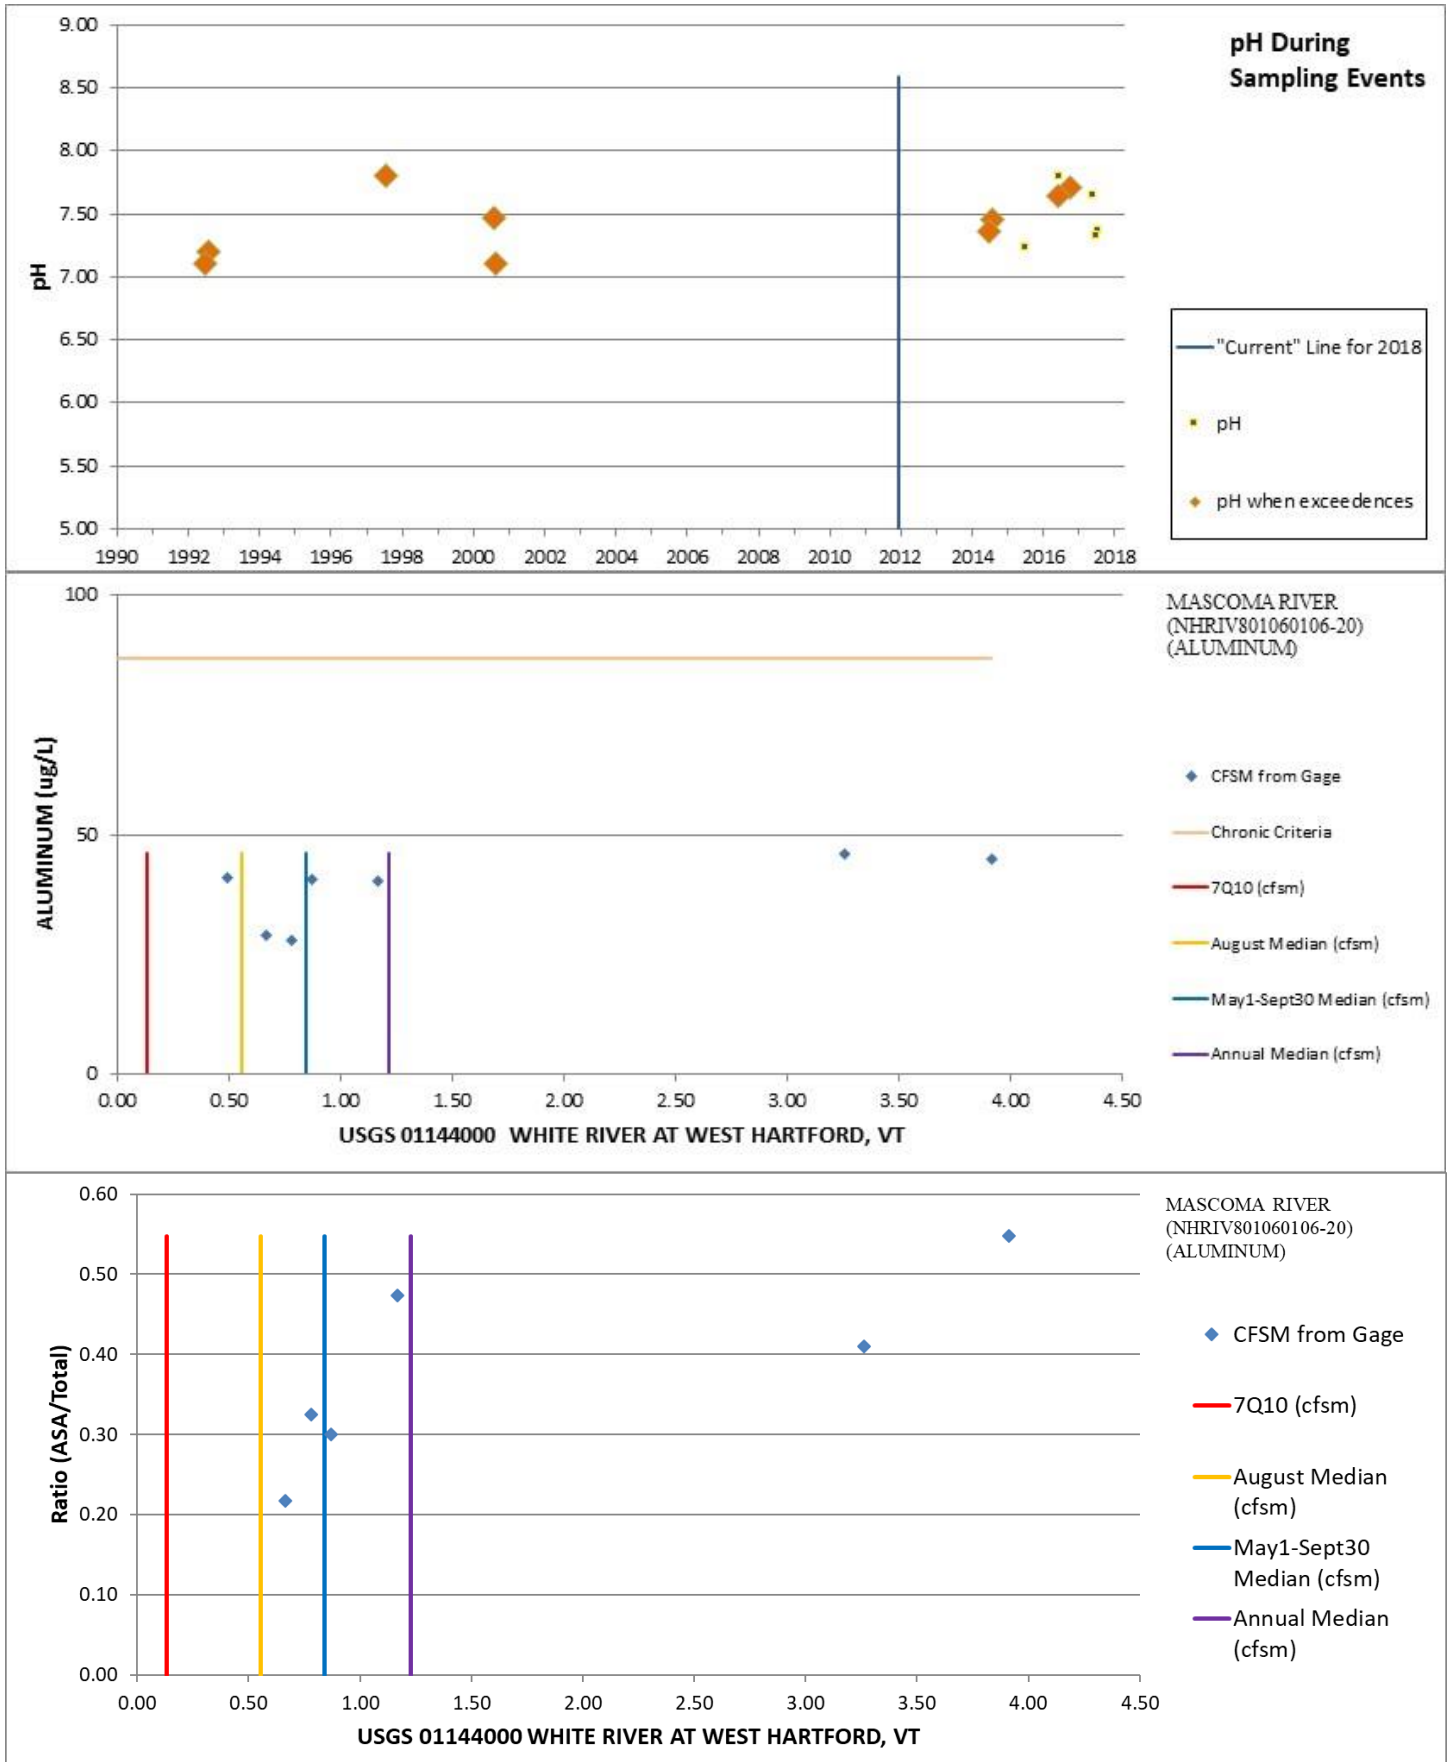 9.00
8.50
8.00
7.50
7.00
6.50
6.00
5.50
5.00
pH
1990 1992 1994 1996 1998 2000 2002 2004 2006 2008 2010 2012 2014 2016 2018
pH During
Sampling Events
"Current" Line for 2018
pH
pH when exceedences
100
50
0
ALUMINUM (ug/L)
0.00 0.50 1.00 1.50 2.00 2.50 3.00 3.50 4.00 4.50
USGS 01144000 WHITE RIVER AT WEST HARTFORD, VT
MASCOMA RIVER
(NHRIV801060106-20)
(ALUMINUM)
CFSM from Gage
Chronic Criteria
7Q10 (cfsm)
August Median (cfsm)
May1-Sept30 Median (cfsm)
Annual Median (cfsm)
0.60
0.50
0.40
0.30
0.20
0.10
0.00
Ratio (ASA/Total)
0.00 0.50 1.00 1.50 2.00 2.50 3.00 3.50 4.00 4.50
USGS 01144000 WHITE RIVER AT WEST HARTFORD, VT
MASCOMA RIVER
(NHRIV801060106-20)
(ALUMINUM)
CFSM from Gage
7Q10 (cfsm)
August Median
(cfsm)
May1-Sept30
Median (cfsm)
Annual Median
(cfsm)